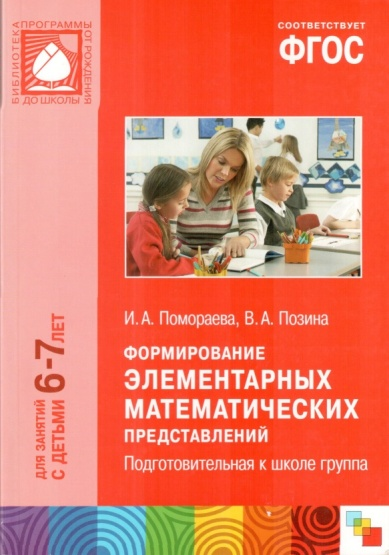 БИБЛИОТЕКА ПРОГРАММЫ
ОТ РОЖДЕНИЯ
ДО ШКОЛЫ
СООТВЕТСТВУЕТ
ФГОС
И. А. Помораева, В. А. Позина
ФОРМИРОВАНИЕ
ЭЛЕМЕНТАРНЫХ
МАТЕМАТИЧЕСКИХ
ПРЕДСТАВЛЕНИЙ
Подготовительная к школе группа
ДЛЯ ЗАНЯТИЙ
С ДЕТЬМИ 6-7 ЛЕТ